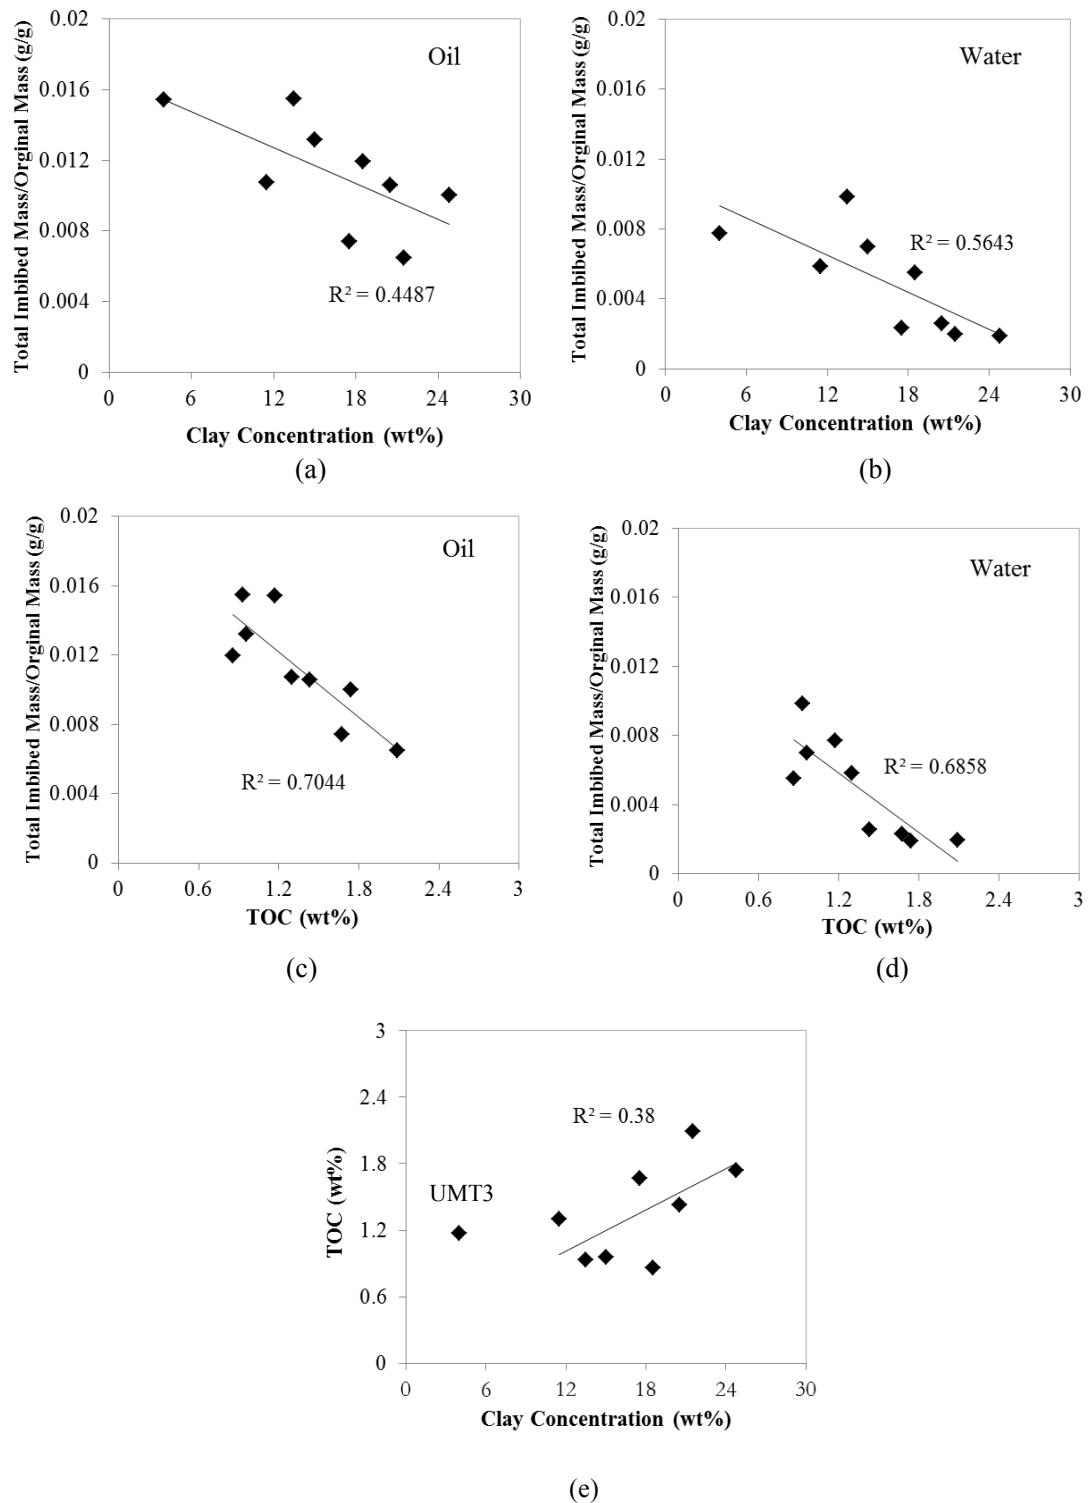 Total Imbibed Mass/Orginal Mass (g/g)
0.02
0.016
0.012
0.008
0.004
0
Oil
R² = 0.4487
0 6 12 18 24 30
Clay Concentration (wt%)
(a)
Total Imbibed Mass/Orginal Mass (g/g)
0.02
0.016
0.012
0.008
0.004
0
Water
R² = 0.5643
0 6 12 18 24 30
Clay Concentration (wt%)
(b)
Total Imbibed Mass/Orginal Mass (g/g)
0.02
0.016
0.012
0.008
0.004
0
Oil
R² = 0.7044
0 0.6 1.2 1.8 2.4 3
TOC (wt%)
(c)
Total Imbibed Mass/Orginal Mass (g/g)
0.02
0.016
0.012
0.008
0.004
0
Water
R² = 0.6858
0 0.6 1.2 1.8 2.4 3
TOC (wt%)
(d)
TOC (wt%)
3
2.4
1.8
1.2
0.6
0
R² = 0.38
UMT3
0 6 12 18 24 30
Clay Concentration (wt%)
(e)